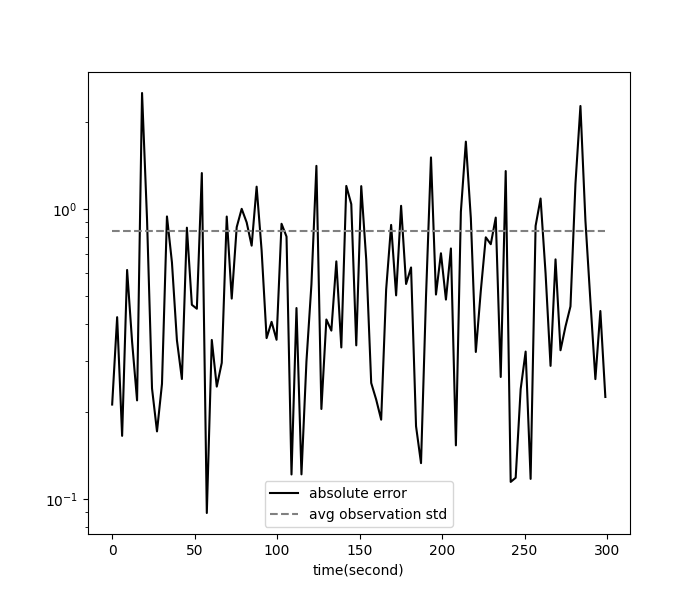 10⁰
10⁻¹
absolute error
avg observation std
0 50 100 150 200 250 300
time(second)